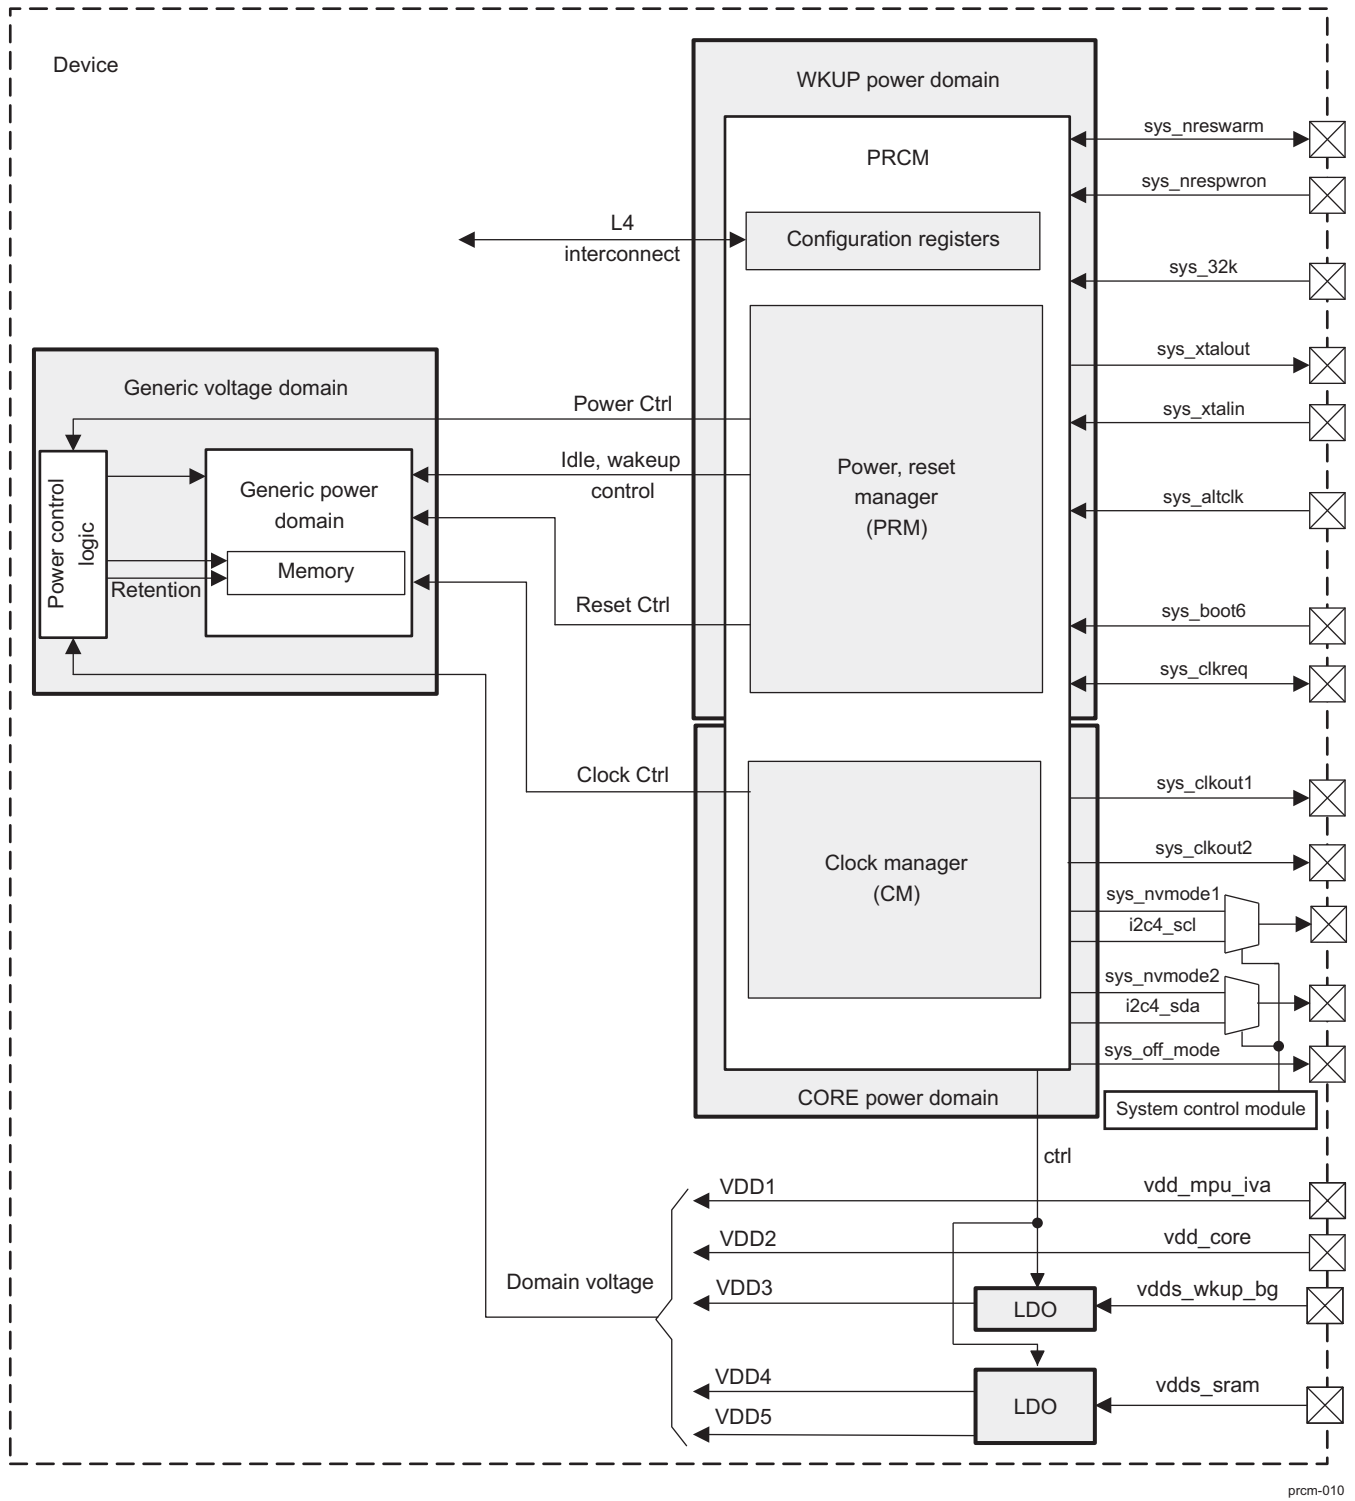 Device
WKUP power domain
PRCM
sys_nreswarm
sys_nrespwron
L4
interconnect
Configuration registers
sys_32k
sys_xtalout
sys_xtalin
Generic voltage domain
Power Ctrl
Idle, wakeup
control
Power, reset
manager
(PRM)
sys_altclk
Power control
logic
Generic power
domain
Memory
Retention
Reset Ctrl
sys_boot6
sys_clkreq
Clock Ctrl
sys_clkout1
Clock manager
(CM)
sys_clkout2
sys_nvmode1
i2c4_scl
sys_nvmode2
i2c4_sda
sys_off_mode
CORE power domain
System control module
ctrl
VDD1
vdd_mpu_iva
VDD2
vdd_core
Domain voltage
VDD3
LDO
vdds_wkup_bg
VDD4
VDD5
LDO
vdds_sram
prcm-010